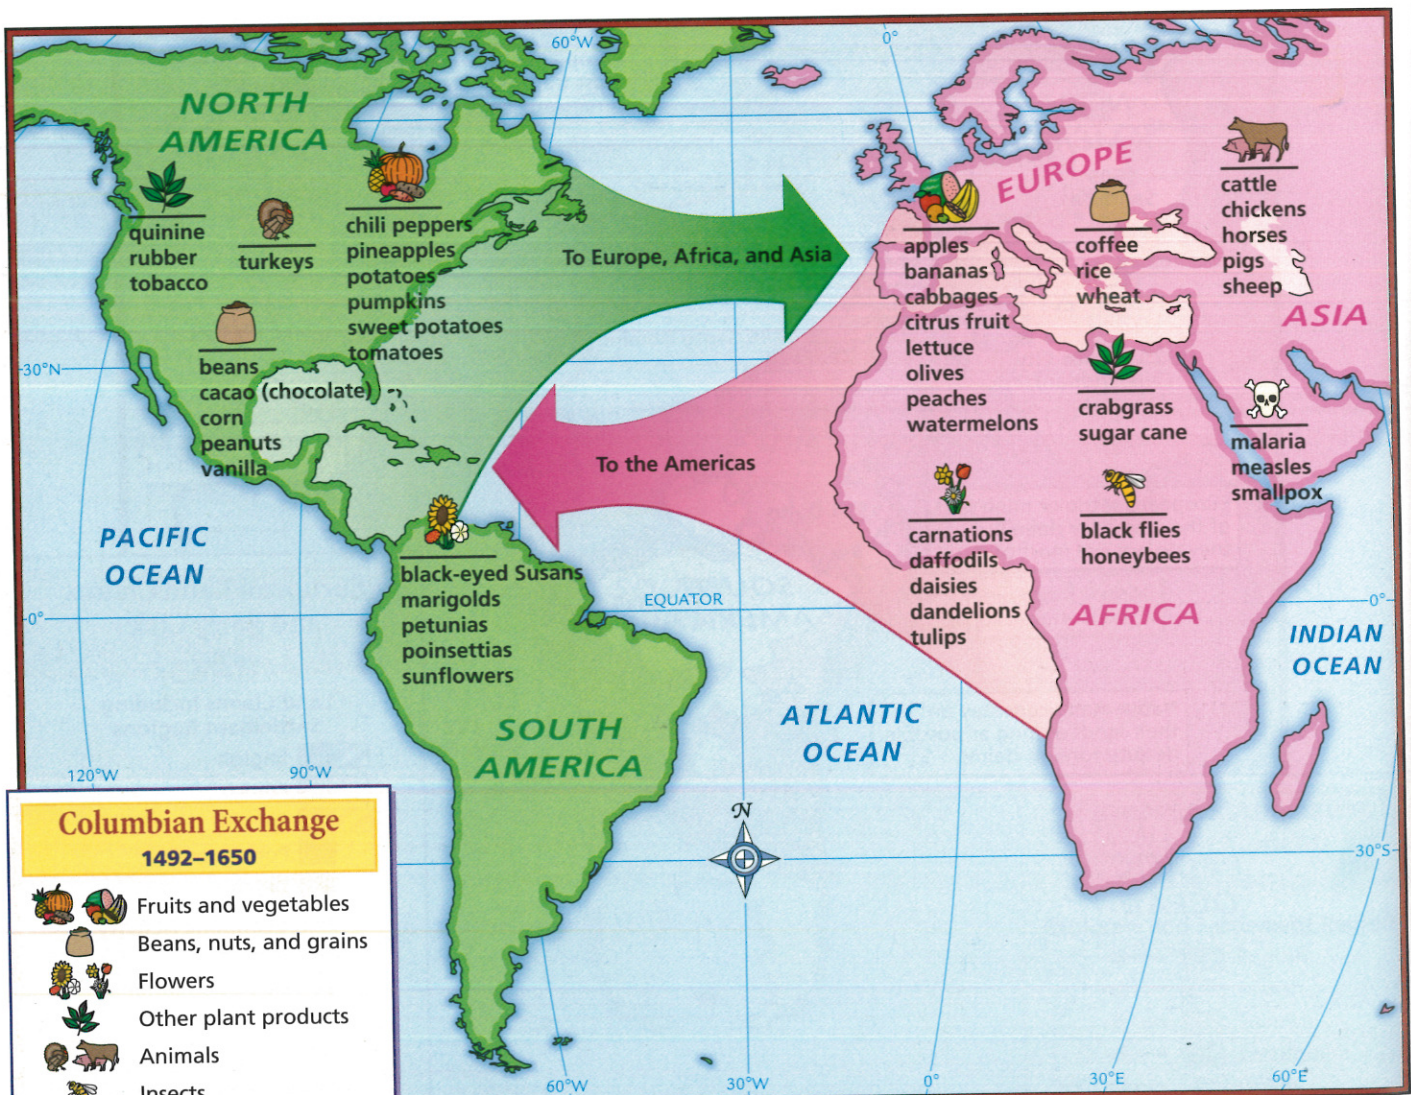 60°W
0°
NORTH
AMERICA
quinine
rubber
tobacco
turkeys
chili peppers
pineapples
potatoes
pumpkins
sweet potatoes
tomatoes
beans
cacao (chocolate)
corn
peanuts
vanilla
30°N
To Europe, Africa, and Asia
To the Americas
EUROPE
apples
bananas
cabbages
citrus fruit
lettuce
olives
peaches
watermelons
coffee
rice
wheat
cattle
chickens
horses
pigs
sheep
ASIA
crabgrass
sugar cane
malaria
measles
smallpox
carnations
daffodils
daisies
dandelions
tulips
black flies
honeybees
AFRICA
PACIFIC
OCEAN
black-eyed Susans
marigolds
petunias
poinsettias
sunflowers
EQUATOR
0°
0°
INDIAN
OCEAN
SOUTH
AMERICA
ATLANTIC
OCEAN
120°W
90°W
N
30°S
Columbian Exchange
1492–1650
Fruits and vegetables
Beans, nuts, and grains
Flowers
Other plant products
Animals
Insects
60°W
30°W
0°
30°E
60°E